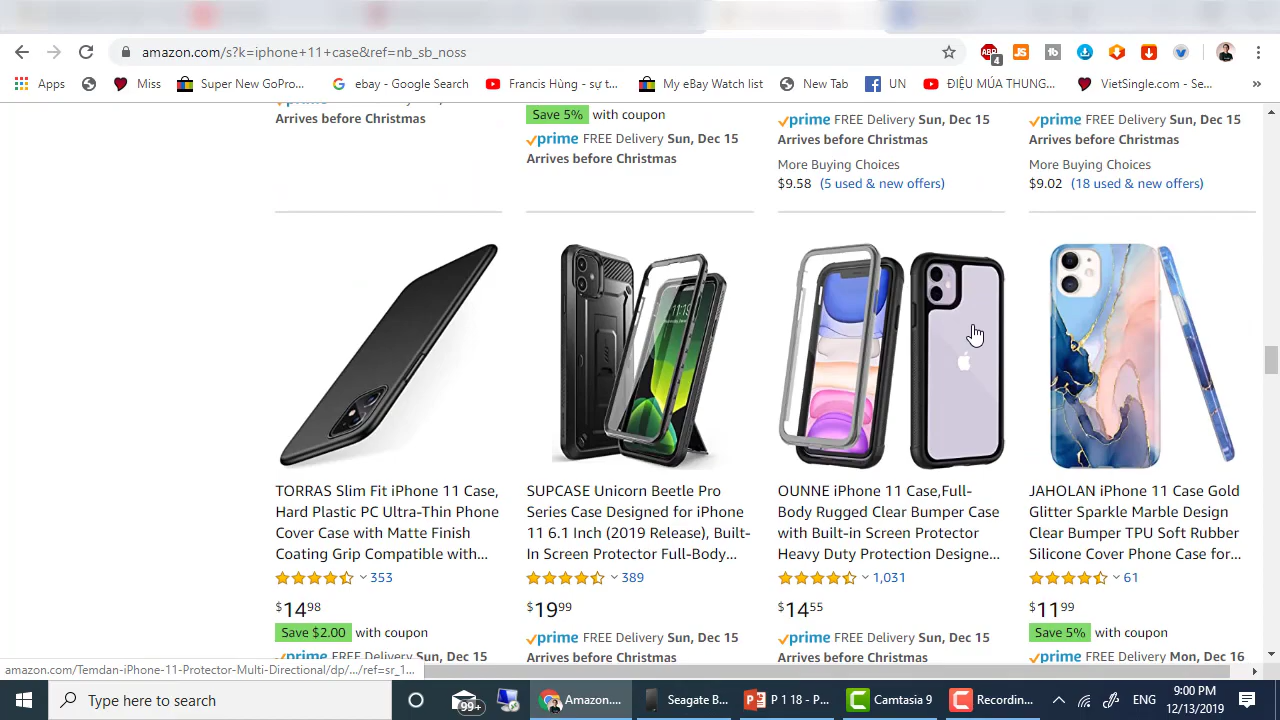 amazon.com/s?k=iphone+11+case&ref=nb_sb_noss
ABP
4
JS
tb
Apps
Miss
Super New GoPro...
ebay - Google Search
Francis Hùng - sự t...
My eBay Watch list
New Tab
UN
ĐIỆU MÚA THUNG...
VietSingle.com - Se...
»
Arrives before Christmas
Save 5% with coupon
prime FREE Delivery Sun, Dec 15
Arrives before Christmas
prime FREE Delivery Sun, Dec 15
Arrives before Christmas
More Buying Choices
$9.58 (5 used & new offers)
prime FREE Delivery Sun, Dec 15
Arrives before Christmas
More Buying Choices
$9.02 (18 used & new offers)
TORRAS Slim Fit iPhone 11 Case,
Hard Plastic PC Ultra-Thin Phone
Cover Case with Matte Finish
Coating Grip Compatible with...
353
$1498
Save $2.00 with coupon
prime FREE Delivery Sun, Dec 15
SUPCASE Unicorn Beetle Pro
Series Case Designed for iPhone
11 6.1 Inch (2019 Release), Built-
In Screen Protector Full-Body...
389
$1999
prime FREE Delivery Sun, Dec 15
Arrives before Christmas
OUNNE iPhone 11 Case,Full-
Body Rugged Clear Bumper Case
with Built-in Screen Protector
Heavy Duty Protection Designe...
1,031
$1455
prime FREE Delivery Sun, Dec 15
Arrives before Christmas
JAHOLAN iPhone 11 Case Gold
Glitter Sparkle Marble Design
Clear Bumper TPU Soft Rubber
Silicone Cover Phone Case for...
61
$1199
Save 5% with coupon
prime FREE Delivery Mon, Dec 16
amazon.com/Temdan-iPhone-11-Protector-Multi-Directional/dp/.../ref=sr_1...
Type here to search
99+
Amazon....
Seagate B...
P 1 18 - P...
Camtasia 9
Recordin...
ENG
9:00 PM
12/13/2019